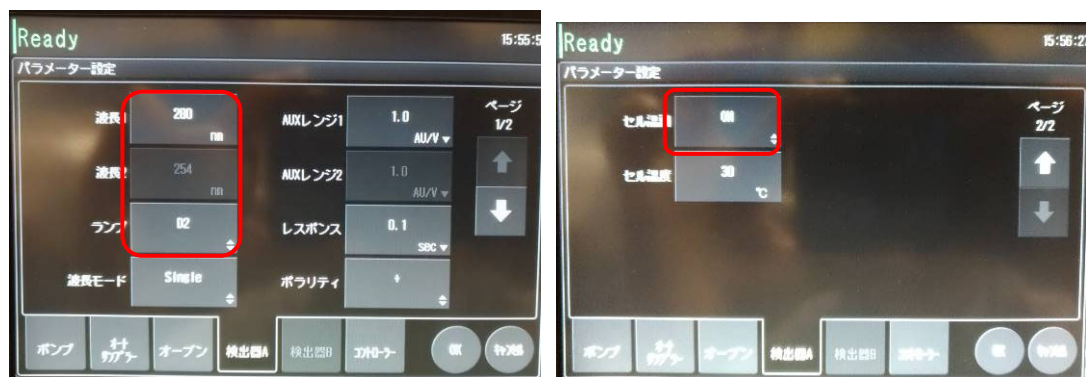 Ready 15:55:5
パラメーター設定
波長1 280 nm AUXレンジ1 1.0 AU/V ページ 1/2
波長2 254 nm AUXレンジ2 1.0 AU/V
ランプ D2 レスポンス 0.1 sec
波長モード Single ポラリティ +
ポンプ オートサンプラー オーブン 検出器A 検出器B コントローラー OK キャンセル
Ready 15:56:27
パラメーター設定
セル温調 ON ページ 2/2
セル温度 30 ℃
ポンプ オートサンプラー オーブン 検出器A 検出器B コントローラー OK キャンセル